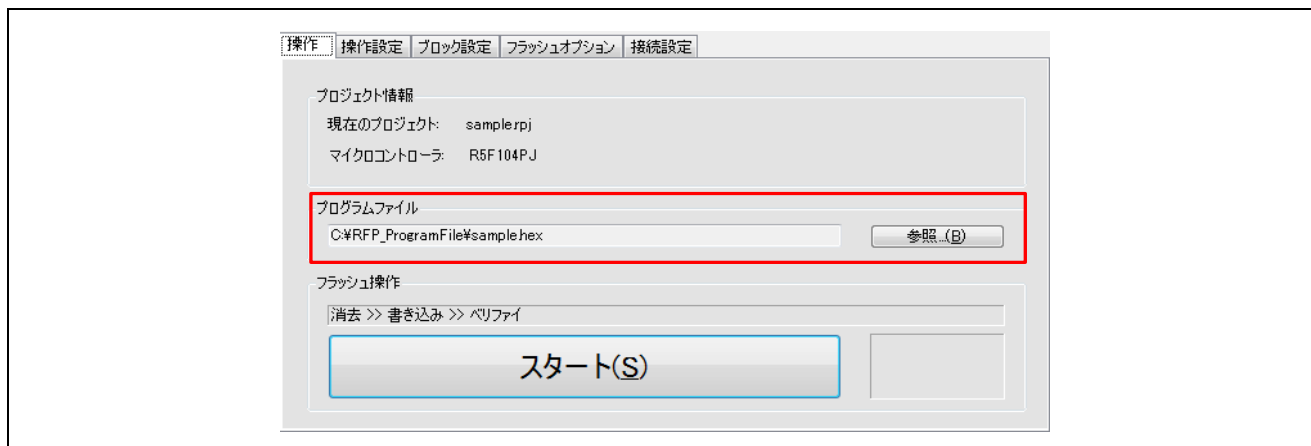 操作 操作設定 ブロック設定 フラッシュオプション 接続設定
プロジェクト情報
現在のプロジェクト: sample.rpj
マイクロコントローラ: R5F104PJ
プログラムファイル
C:¥RFP_ProgramFile¥sample.hex 参照...(B)
フラッシュ操作
消去 >> 書き込み >> ベリファイ
スタート(S)